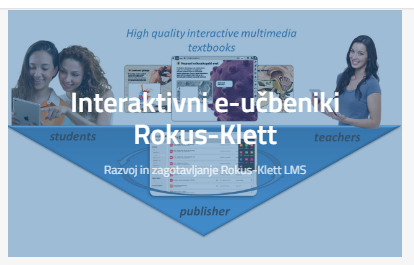 High quality interactive multimedia
textbooks
Interaktivni e-učbeniki
Rokus-Klett
students
teachers
Razvoj in zagotavljanje Rokus-Klett LMS
publisher